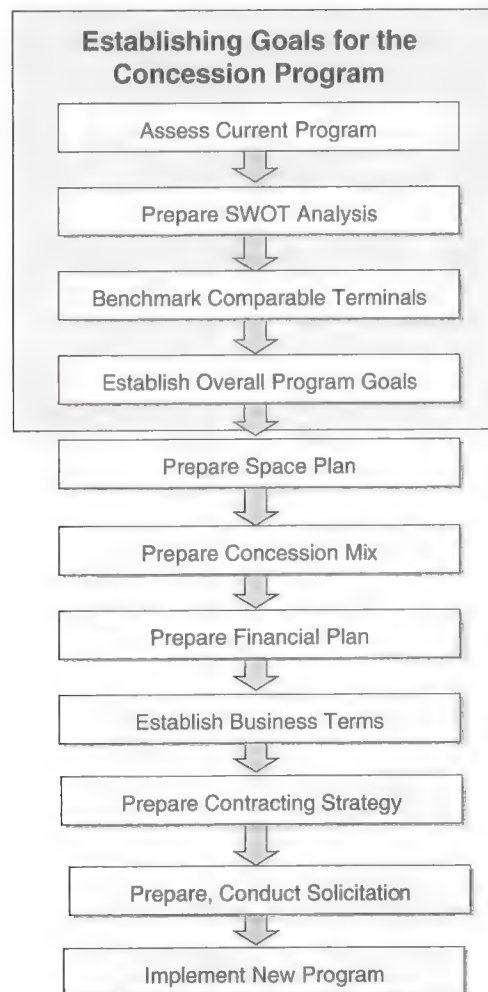 Establishing Goals for the
Concession Program
Assess Current Program
Prepare SWOT Analysis
Benchmark Comparable Terminals
Establish Overall Program Goals
Prepare Space Plan
Prepare Concession Mix
Prepare Financial Plan
Establish Business Terms
Prepare Contracting Strategy
Prepare, Conduct Solicitation
Implement New Program